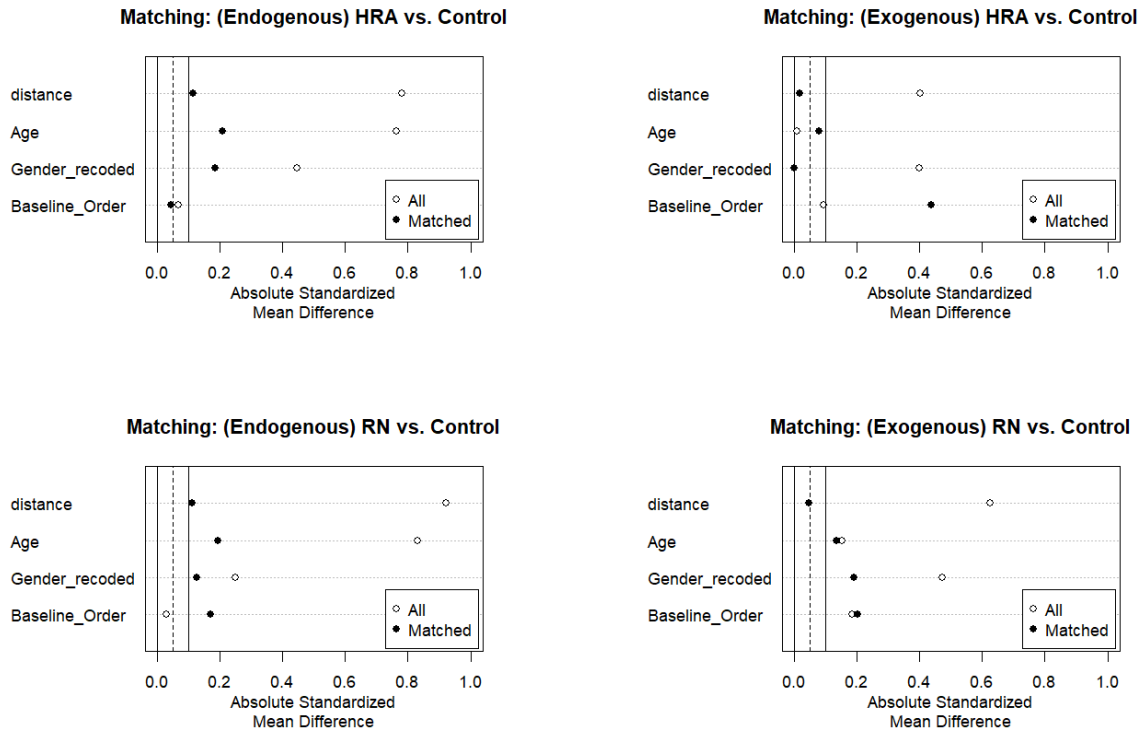 Matching: (Endogenous) HRA vs. Control
distance
Age
Gender_recoded
Baseline_Order
All
Matched
0.0 0.2 0.4 0.6 0.8 1.0
Absolute Standardized
Mean Difference
Matching: (Exogenous) HRA vs. Control
distance
Age
Gender_recoded
Baseline_Order
All
Matched
0.0 0.2 0.4 0.6 0.8 1.0
Absolute Standardized
Mean Difference
Matching: (Endogenous) RN vs. Control
distance
Age
Gender_recoded
Baseline_Order
All
Matched
0.0 0.2 0.4 0.6 0.8 1.0
Absolute Standardized
Mean Difference
Matching: (Exogenous) RN vs. Control
distance
Age
Gender_recoded
Baseline_Order
All
Matched
0.0 0.2 0.4 0.6 0.8 1.0
Absolute Standardized
Mean Difference